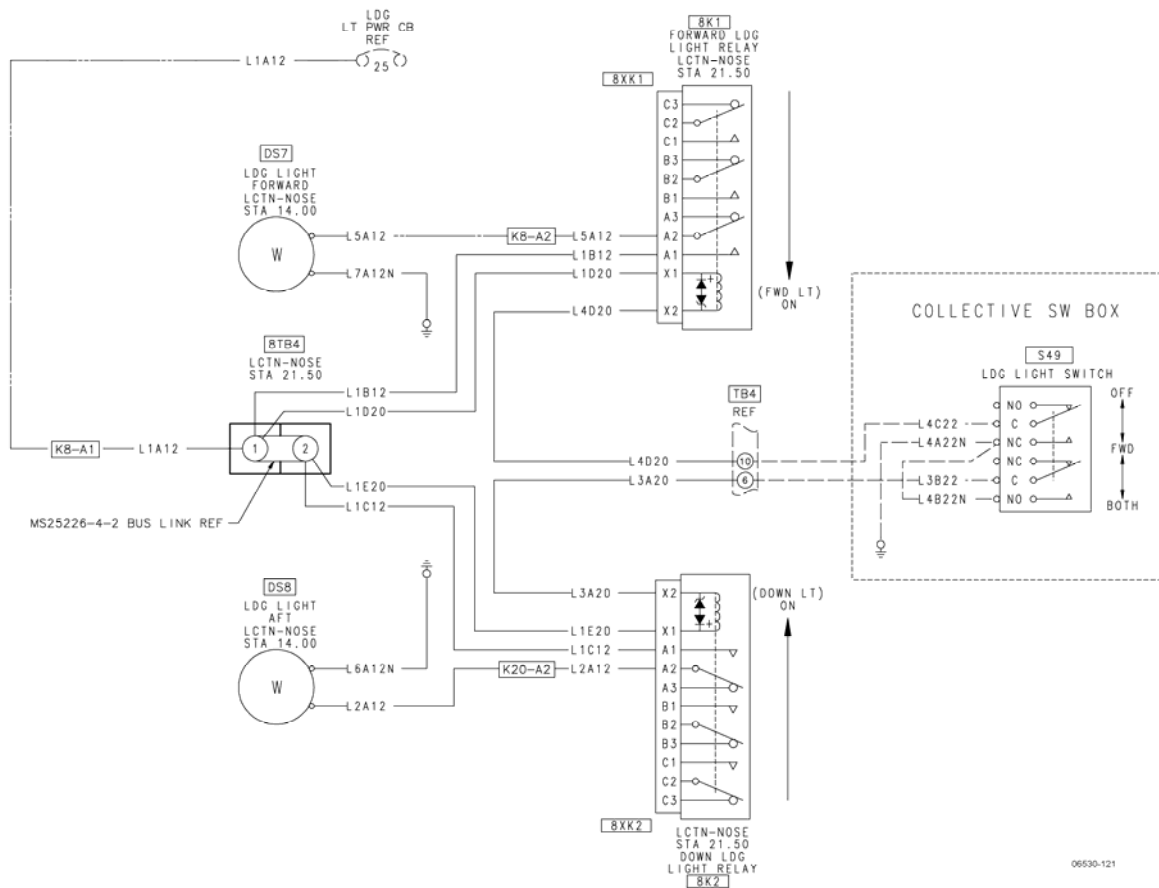 LDG
LT PWR CB
REF
25
L1A12
8K1
FORWARD LDG
LIGHT RELAY
LCTN-NOSE
STA 21.50
8XK1
C3
C2
C1
B3
B2
B1
A3
A2
A1
X1
X2
+
(FWD LT)
ON
DS7
LDG LIGHT
FORWARD
LCTN-NOSE
STA 14.00
W
L5A12
K8-A2
L5A12
L7A12N
L1B12
L1D20
L4D20
8TB4
LCTN-NOSE
STA 21.50
L1B12
L1D20
K8-A1
L1A12
1
2
L1E20
L1C12
MS25226-4-2 BUS LINK REF
TB4
REF
L4D20
10
L3A20
6
COLLECTIVE SW BOX
S49
LDG LIGHT SWITCH
L4C22
L4A22N
L3B22
L4B22N
NO
C
NC
NC
C
NO
OFF
FWD
BOTH
DS8
LDG LIGHT
AFT
LCTN-NOSE
STA 14.00
W
L6A12N
L2A12
L3A20
L1E20
L1C12
K20-A2
L2A12
X2
X1
A1
A2
A3
B1
B2
B3
C1
C2
C3
+
(DOWN LT)
ON
8XK2
LCTN-NOSE
STA 21.50
DOWN LDG
LIGHT RELAY
8K2
06530-121